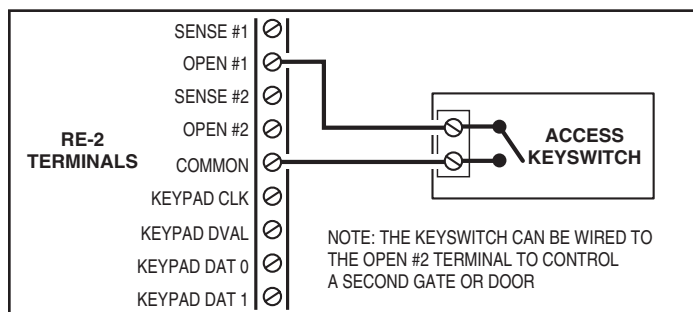 SENSE #1
OPEN #1
SENSE #2
OPEN #2
COMMON
KEYPAD CLK
KEYPAD DVAL
KEYPAD DAT 0
KEYPAD DAT 1
RE-2
TERMINALS
ACCESS
KEYSWITCH
NOTE: THE KEYSWITCH CAN BE WIRED TO
THE OPEN #2 TERMINAL TO CONTROL
A SECOND GATE OR DOOR